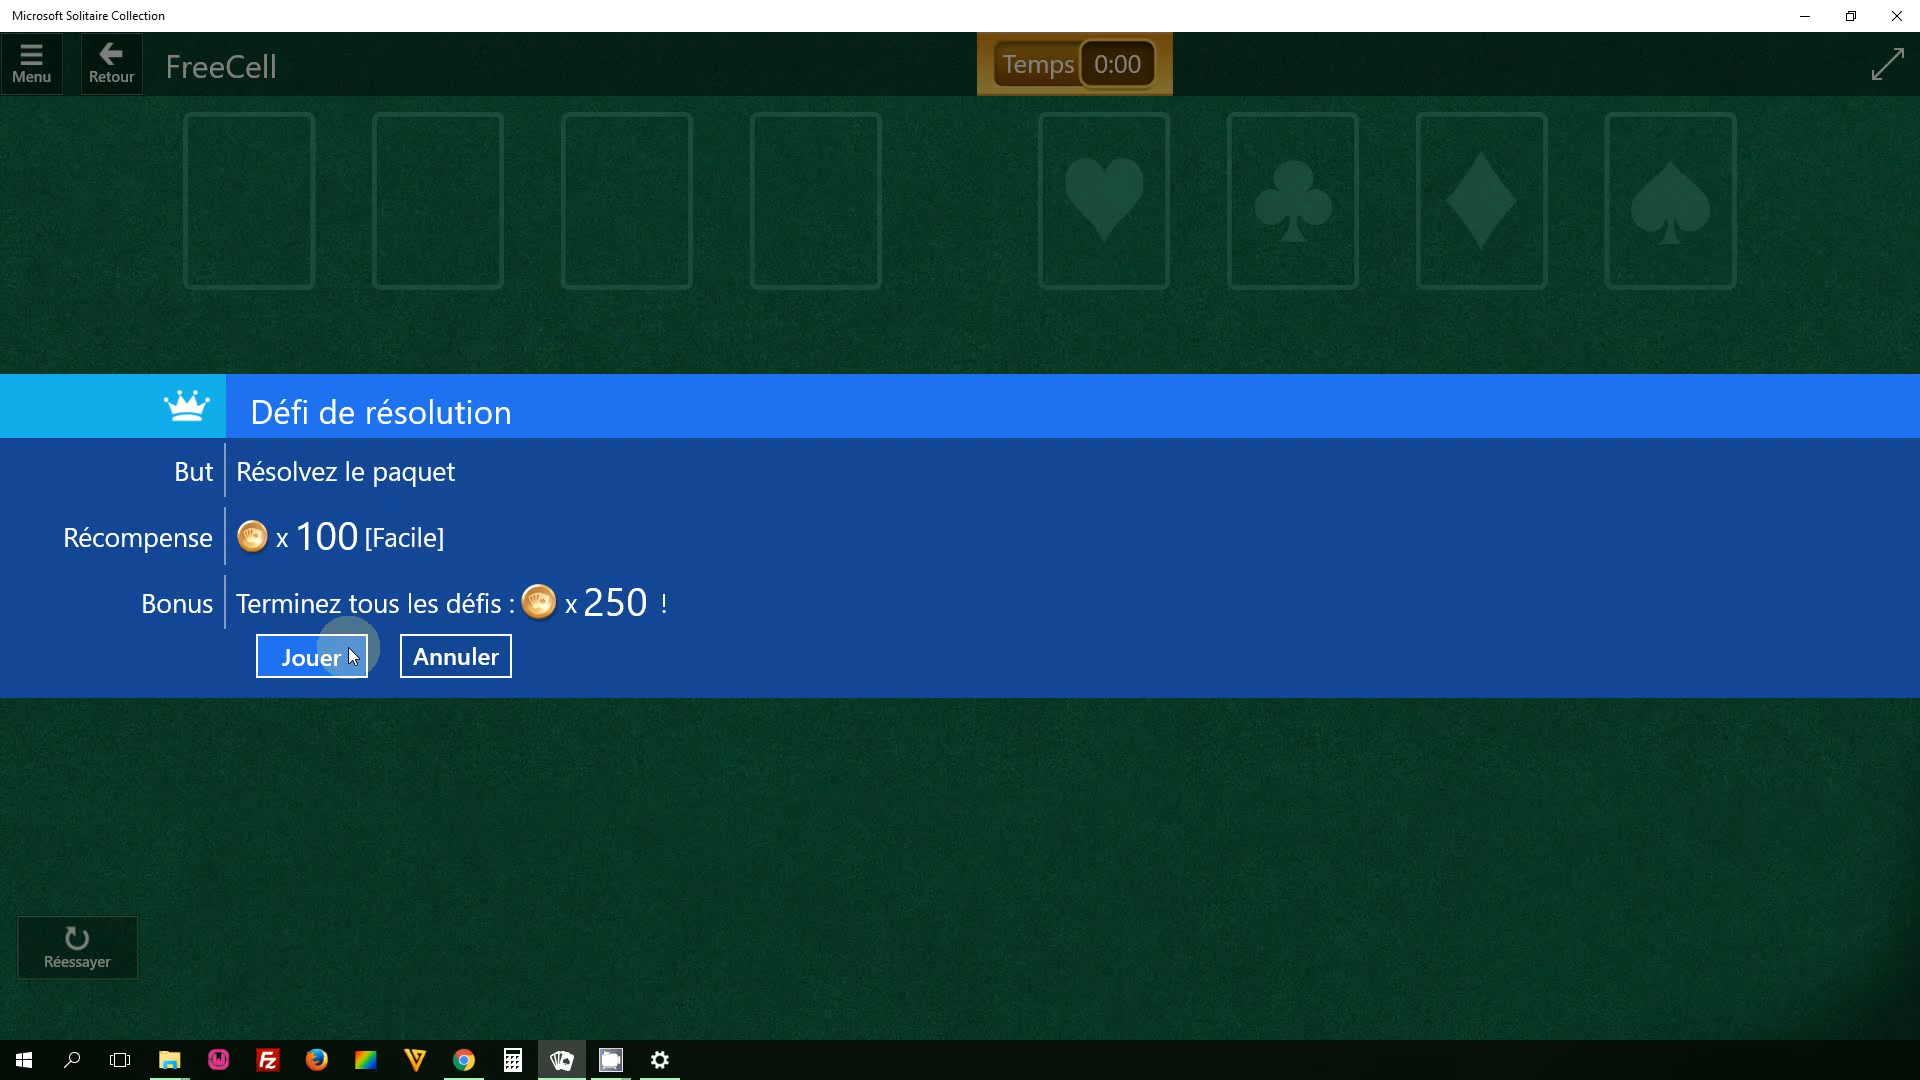 Microsoft Solitaire Collection
Menu
Retour
FreeCell
Temps 0:00
Défi de résolution
But Résolvez le paquet
Récompense x 100 [Facile]
Bonus Terminez tous les défis : x 250 !
Jouer Annuler
Réessayer